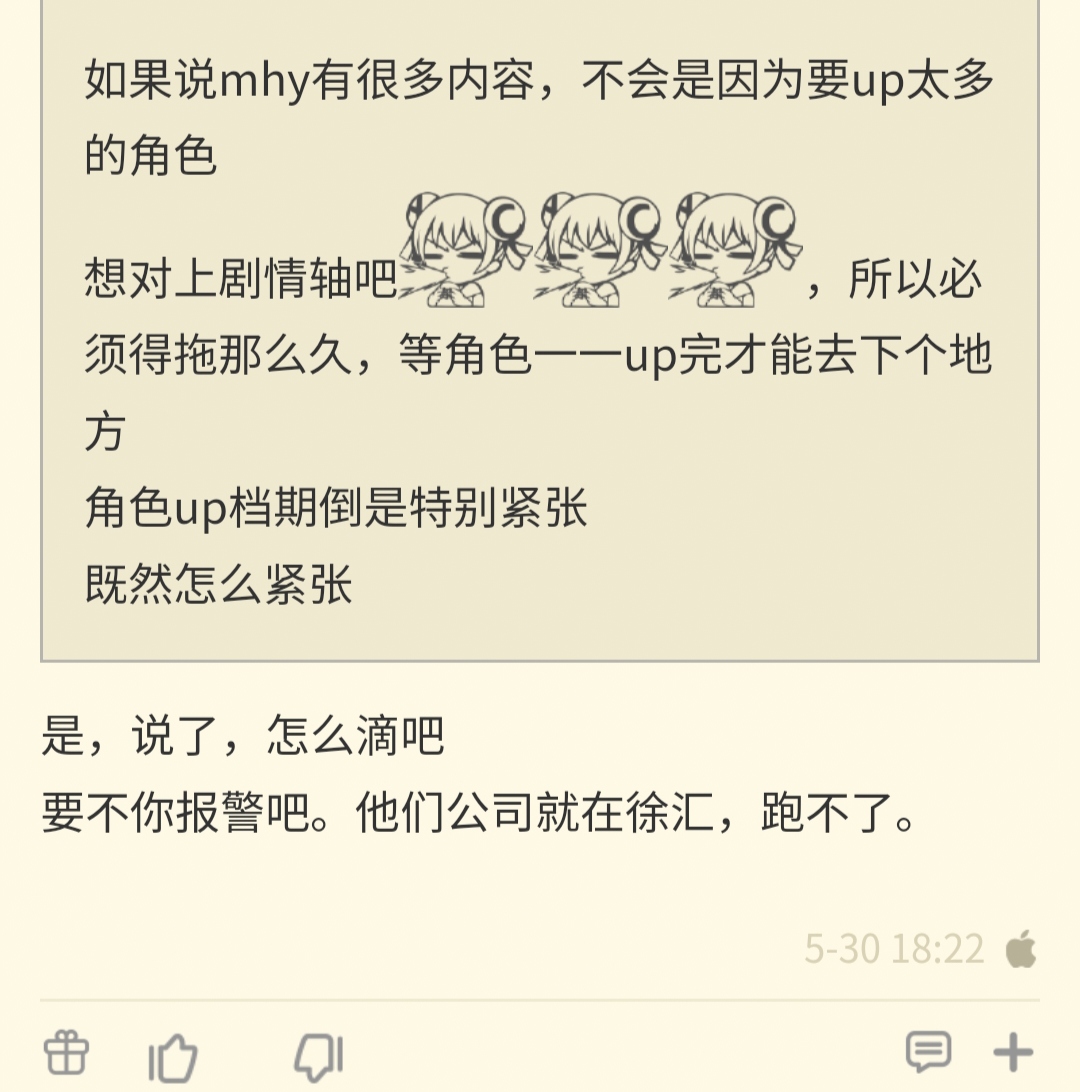 如果说mhy有很多内容，不会是因为要up太多
的角色
想对上剧情轴吧，所以必
须得拖那么久，等角色一一up完才能去下个地
方
角色up档期倒是特别紧张
既然怎么紧张
是，说了，怎么滴吧
要不你报警吧。他们公司就在徐汇，跑不了。
5-30 18:22